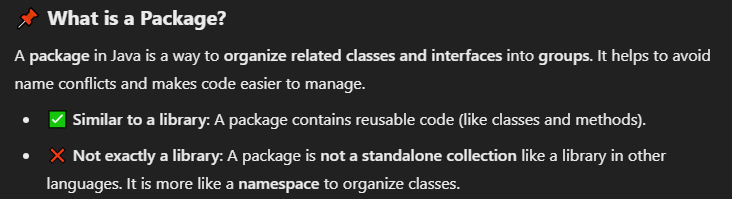 📌 What is a Package?
A package in Java is a way to organize related classes and interfaces into groups. It helps to avoid
name conflicts and makes code easier to manage.
• ✅ Similar to a library: A package contains reusable code (like classes and methods).
• ❌ Not exactly a library: A package is not a standalone collection like a library in other
languages. It is more like a namespace to organize classes.